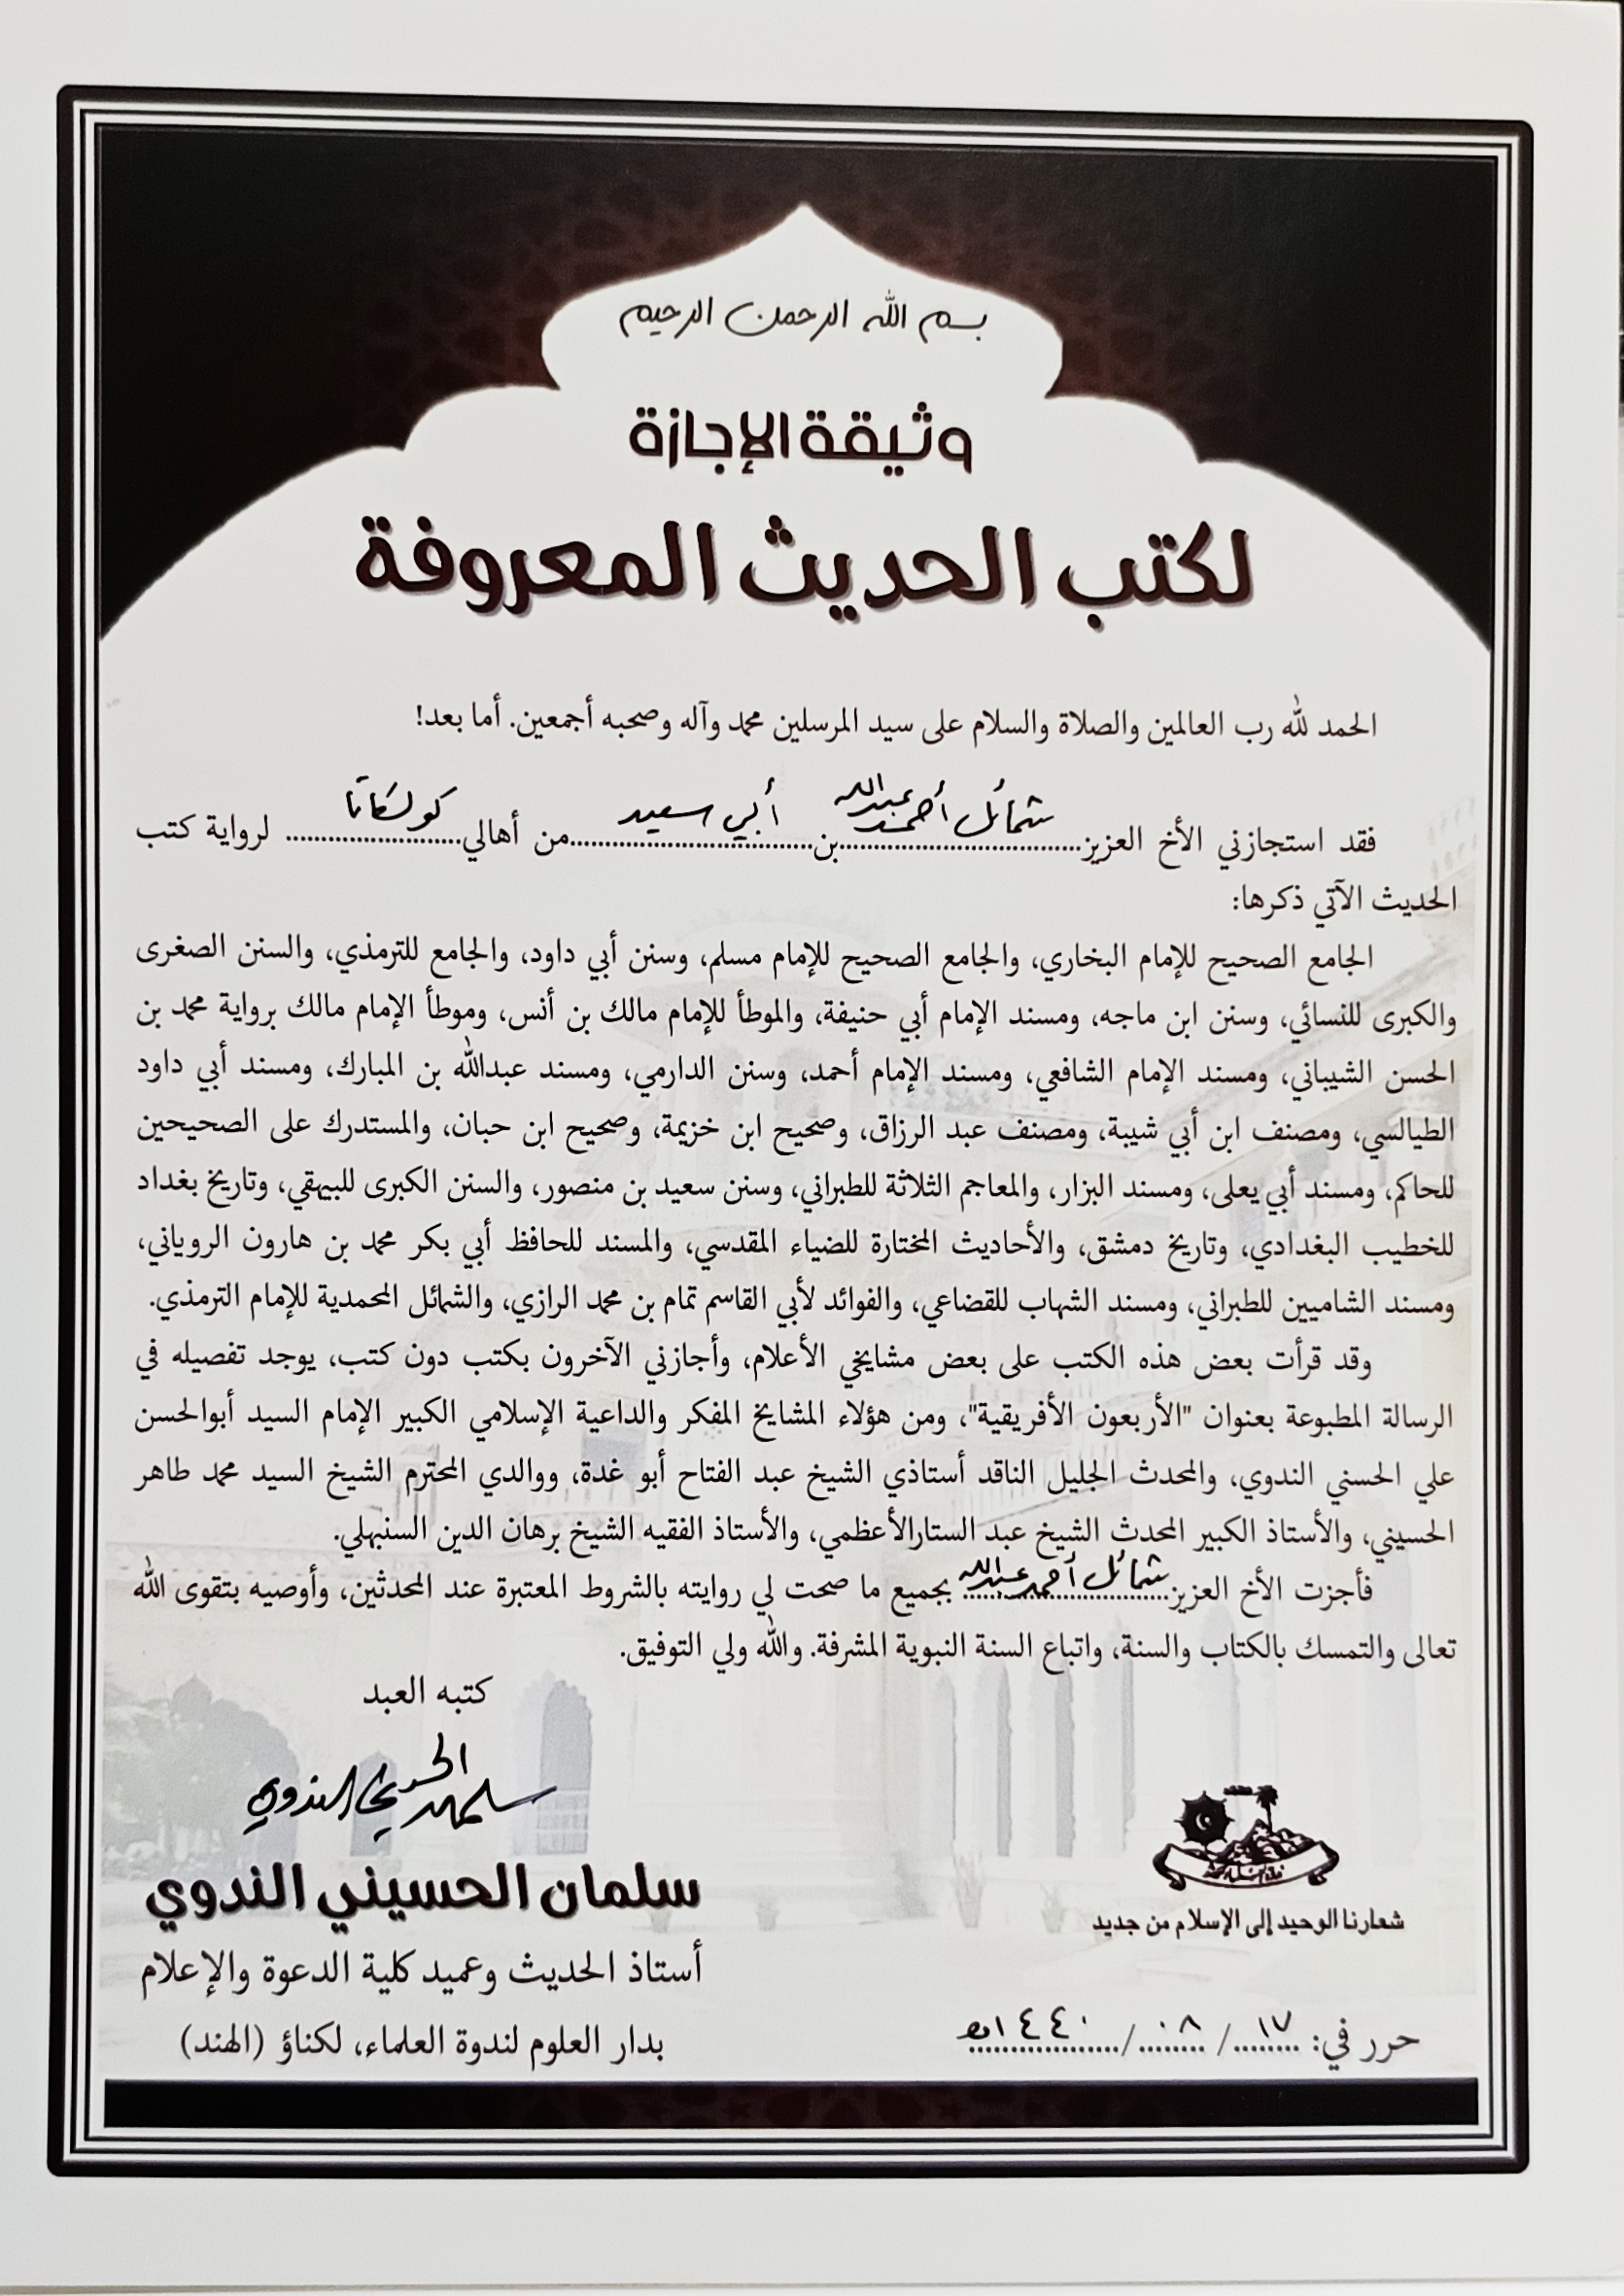 بسم الله الرحمن الرحيم
وثيقة الإجازة
لكتب الحديث المعروفة
الحمد لله رب العالمين والصلاة والسلام على سيد المرسلين محمد وآله وصحبه أجمعين. أما بعد!
فقد استجازني الأخ العزيز شمائل أحمد عبدالله بن أبي سعيد من أهالي كولكاتا لرواية كتب
الحديث الآتي ذكرها:
الجامع الصحيح للإمام البخاري، والجامع الصحيح للإمام مسلم، وسنن أبي داود، والجامع للترمذي، والسنن الصغرى
والكبرى للنسائي، وسنن ابن ماجه، ومسند الإمام أبي حنيفة، والموطأ للإمام مالك بن أنس، وموطأ الإمام مالك برواية محمد بن
الحسن الشيباني، ومسند الإمام الشافعي، ومسند الإمام أحمد، وسنن الدارمي، ومسند عبدالله بن المبارك، ومسند أبي داود
الطيالسي، ومصنف ابن أبي شيبة، ومصنف عبد الرزاق، وصحيح ابن خزيمة، وصحيح ابن حبان، والمستدرك على الصحيحين
للحاكم، ومسند أبي يعلى، ومسند البزار، والمعاجم الثلاثة للطبراني، وسنن سعيد بن منصور، والسنن الكبرى للبيهقي، وتاريخ بغداد
للخطيب البغدادي، وتاريخ دمشق، والأحاديث المختارة للضياء المقدسي، والمسند للحافظ أبي بكر محمد بن هارون الروياني،
ومسند الشاميين للطبراني، ومسند الشهاب للقضاعي، والفوائد لأبي القاسم تمام بن محمد الرازي، والشمائل المحمدية للإمام الترمذي.
وقد قرأت بعض هذه الكتب على بعض مشايخي الأعلام، وأجازني الآخرون بكتب دون كتب، يوجد تفصيله في
الرسالة المطبوعة بعنوان "الأربعون الأفريقية"، ومن هؤلاء المشايخ المفكر والداعية الإسلامي الكبير الإمام السيد أبوالحسن
علي الحسني الندوي، والمحدث الجليل الناقد أستاذي الشيخ عبد الفتاح أبو غدة، ووالدي المحترم الشيخ السيد محمد طاهر
الحسيني، والأستاذ الكبير المحدث الشيخ عبد الستارالأعظمي، والأستاذ الفقيه الشيخ برهان الدين السنبهلي.
فأجزت الأخ العزيز شمائل أحمد عبدالله بجميع ما صحت لي روايته بالشروط المعتبرة عند المحدثين، وأوصيه بتقوى الله
تعالى والتمسك بالكتاب والسنة، واتباع السنة النبوية المشرفة. والله ولي التوفيق.
كتبه العبد
سلمان الحسيني الندوي
سلمان الحسيني الندوي
أستاذ الحديث وعميد كلية الدعوة والإعلام
بدار العلوم لندوة العلماء، لكناؤ (الهند)
شعارنا الوحيد إلى الإسلام من جديد
حرر في: ١٧ / ٠٨ / ١٤٤٠هـ